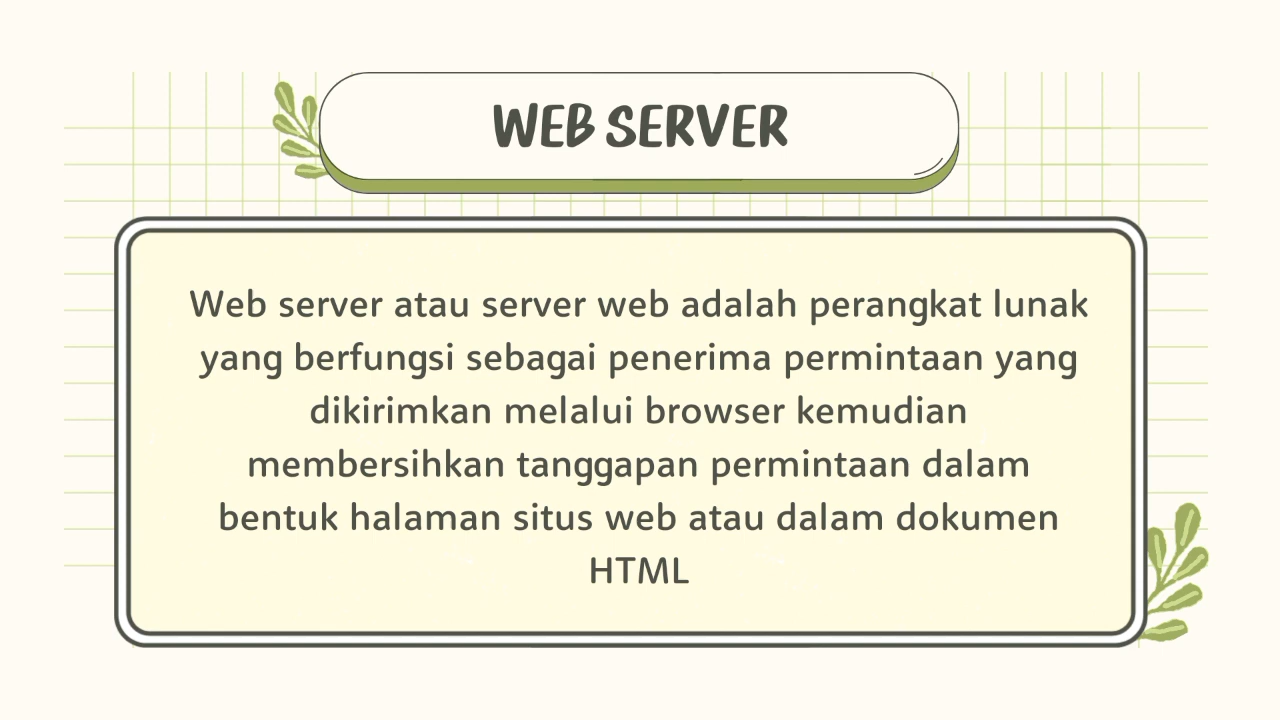 WEB SERVER
Web server atau server web adalah perangkat lunak
yang berfungsi sebagai penerima permintaan yang
dikirimkan melalui browser kemudian
membersihkan tanggapan permintaan dalam
bentuk halaman situs web atau dalam dokumen
HTML